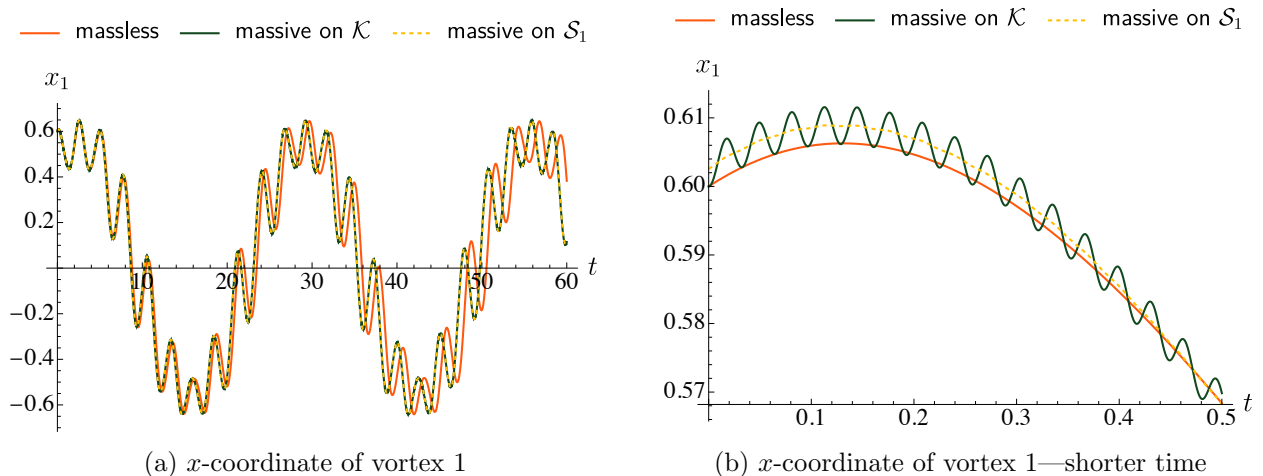 massless massive on 𝒦 massive on 𝒮₁
x₁
0.6
0.4
0.2
10 20 30 40 50 60 t
−0.2
−0.4
−0.6
(a) x-coordinate of vortex 1
massless massive on 𝒦 massive on 𝒮₁
x₁
0.61
0.60
0.59
0.58
0.57
0.1 0.2 0.3 0.4 0.5 t
(b) x-coordinate of vortex 1—shorter time